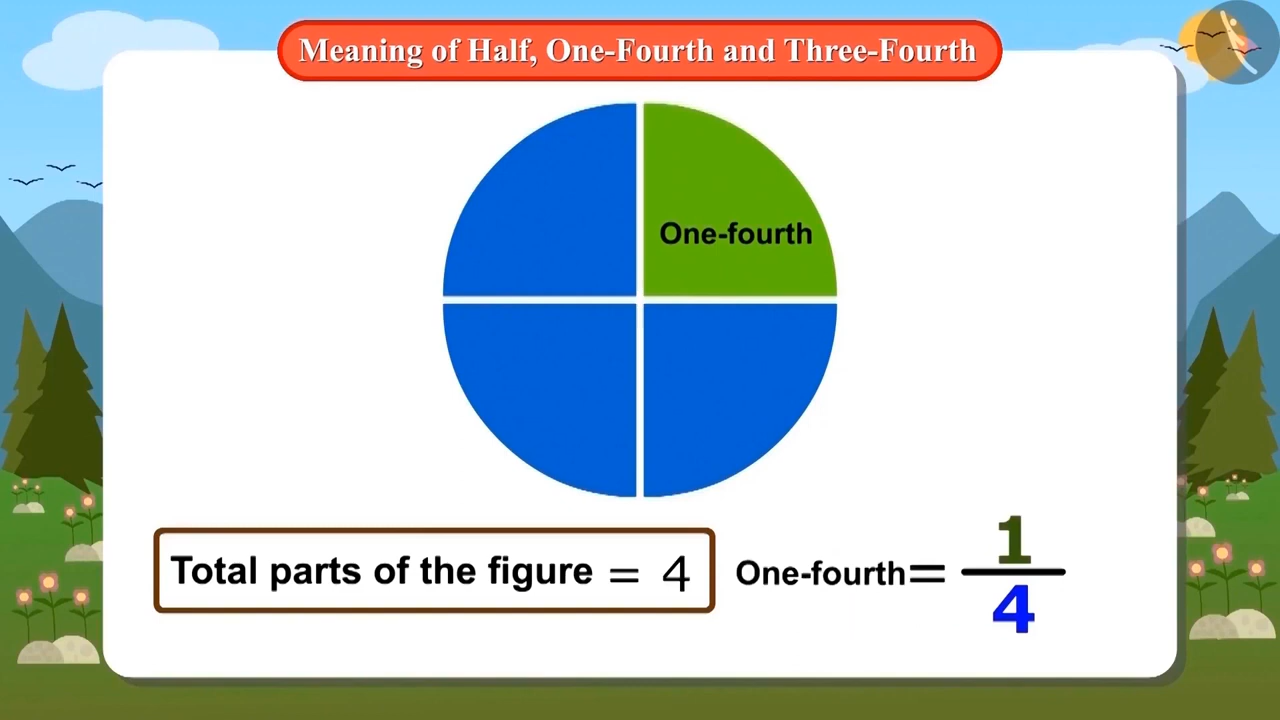 Meaning of Half, One-Fourth and Three-Fourth
One-fourth
Total parts of the figure = 4
One-fourth= 1/4